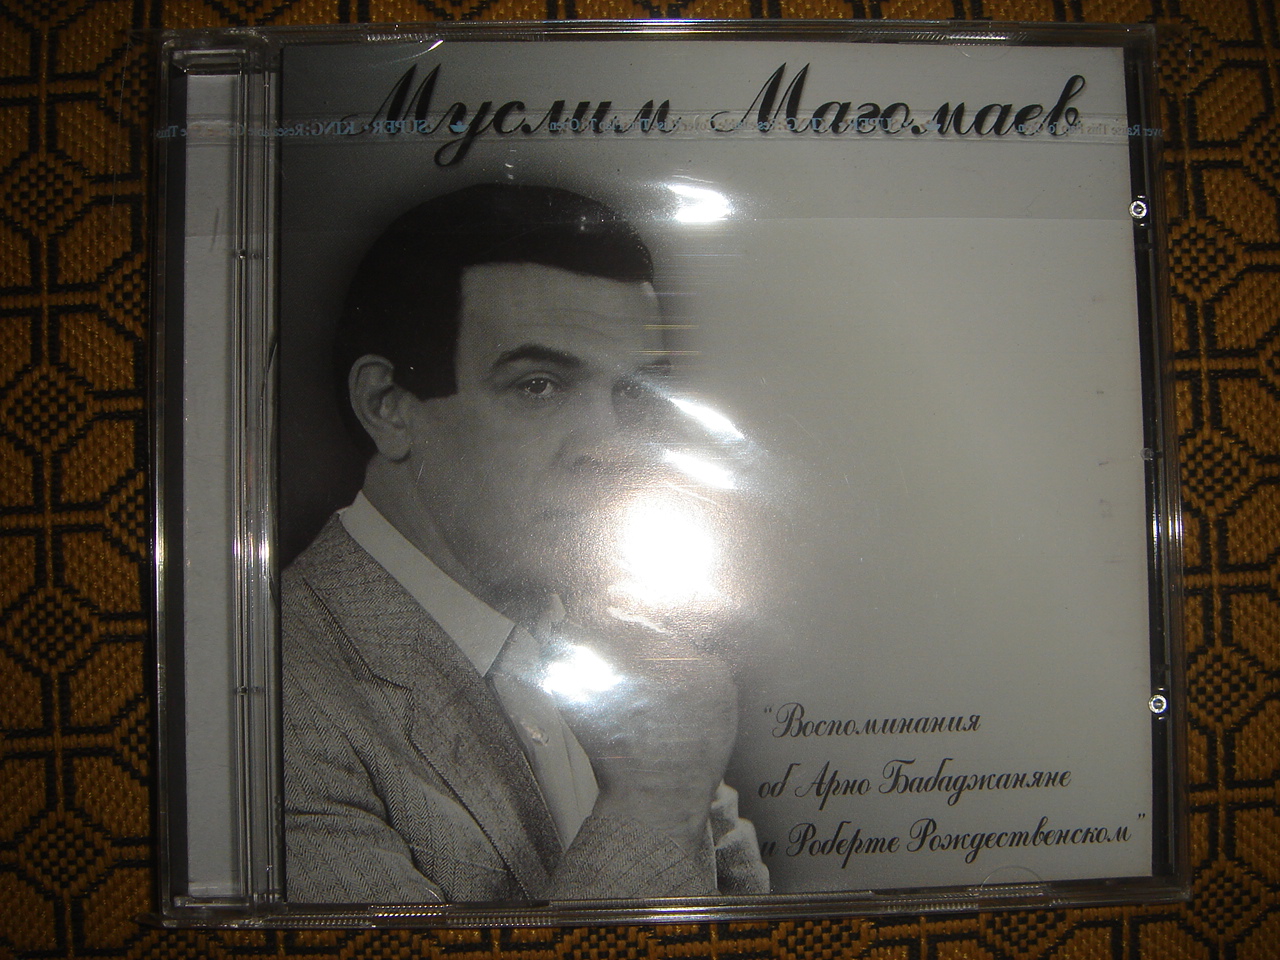 Муслим Магомаев
"Воспоминания
об Арно Бабаджаняне
и Роберте Рождественском"